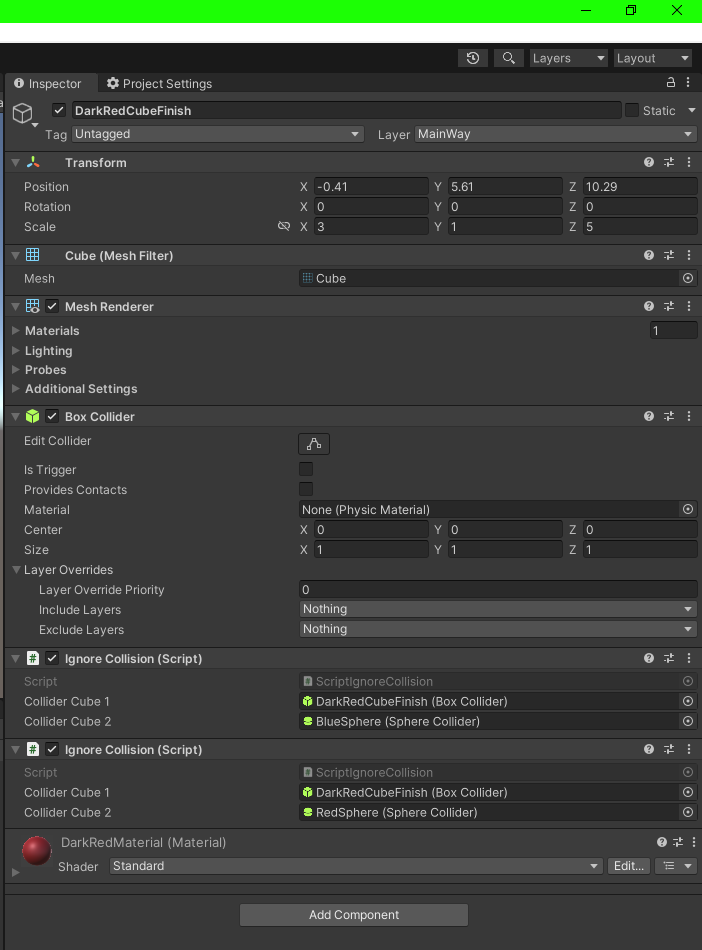 Layers Layout
Inspector Project Settings
DarkRedCubeFinish Static
Tag Untagged Layer MainWay
Transform
Position X -0.41 Y 5.61 Z 10.29
Rotation X 0 Y 0 Z 0
Scale X 3 Y 1 Z 5
Cube (Mesh Filter)
Mesh Cube
Mesh Renderer
Materials 1
Lighting
Probes
Additional Settings
Box Collider
Edit Collider
Is Trigger
Provides Contacts
Material None (Physic Material)
Center X 0 Y 0 Z 0
Size X 1 Y 1 Z 1
Layer Overrides
Layer Override Priority 0
Include Layers Nothing
Exclude Layers Nothing
# Ignore Collision (Script)
Script ScriptIgnoreCollision
Collider Cube 1 DarkRedCubeFinish (Box Collider)
Collider Cube 2 BlueSphere (Sphere Collider)
# Ignore Collision (Script)
Script ScriptIgnoreCollision
Collider Cube 1 DarkRedCubeFinish (Box Collider)
Collider Cube 2 RedSphere (Sphere Collider)
DarkRedMaterial (Material)
Shader Standard Edit...
Add Component